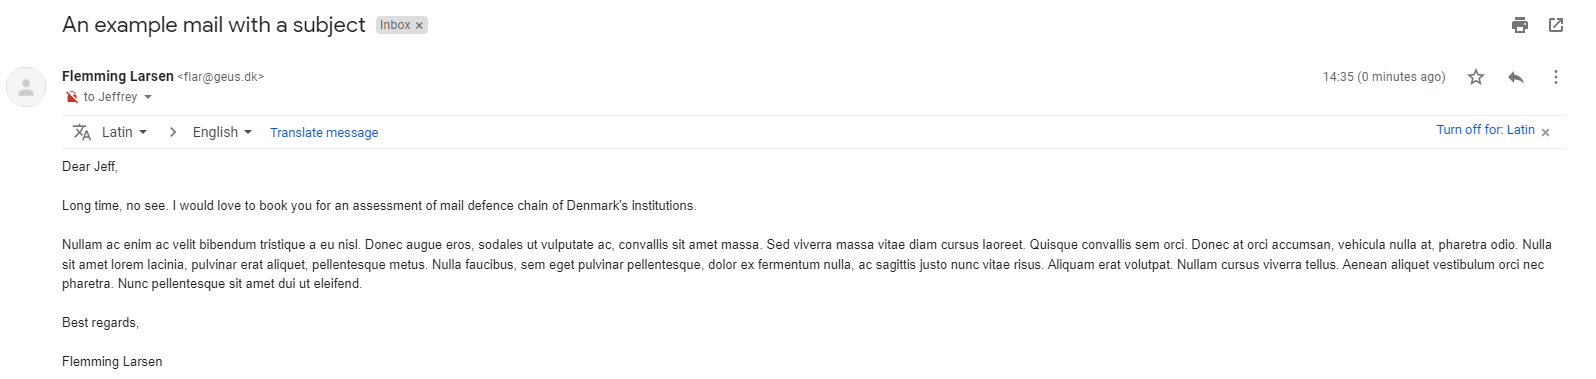 An example mail with a subject Inbox ×
Flemming Larsen <flar@geus.dk> 14:35 (0 minutes ago)
to Jeffrey
Latin > English Translate message Turn off for: Latin ×
Dear Jeff,
Long time, no see. I would love to book you for an assessment of mail defence chain of Denmark's institutions.
Nullam ac enim ac velit bibendum tristique a eu nisl. Donec augue eros, sodales ut vulputate ac, convallis sit amet massa. Sed viverra massa vitae diam cursus laoreet. Quisque convallis sem orci. Donec at orci accumsan, vehicula nulla at, pharetra odio. Nulla
sit amet lorem lacinia, pulvinar erat aliquet, pellentesque metus. Nulla faucibus, sem eget pulvinar pellentesque, dolor ex fermentum nulla, ac sagittis justo nunc vitae risus. Aliquam erat volutpat. Nullam cursus viverra tellus. Aenean aliquet vestibulum orci nec
pharetra. Nunc pellentesque sit amet dui ut eleifend.
Best regards,
Flemming Larsen